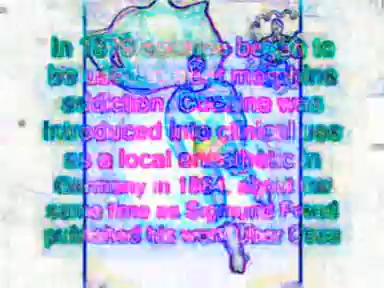 In 1879 cocaine began to
be used to treat morphine
addiction. Cocaine was
introduced into clinical use
as a local anesthetic in
Germany in 1884, about the
same time as Sigmund Freud
published his work Über Coca